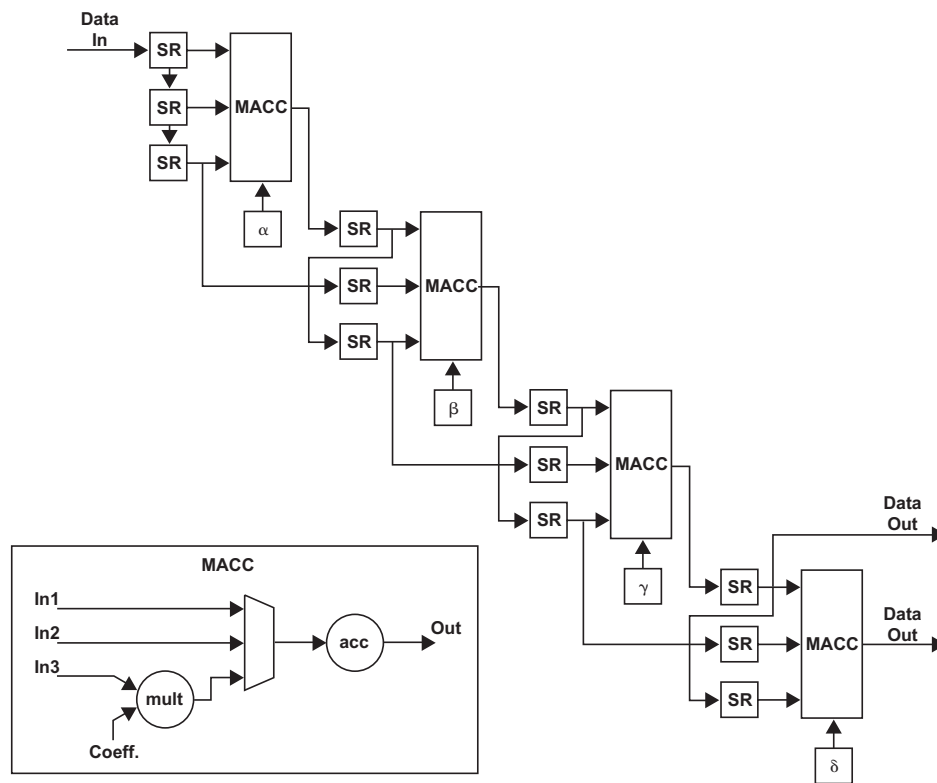 Data
In
SR
SR
SR
MACC
α
SR
SR
SR
MACC
β
SR
SR
SR
MACC
γ
Data
Out
SR
SR
SR
MACC
Data
Out
δ
MACC
In1
In2
In3
mult
Coeff.
acc
Out